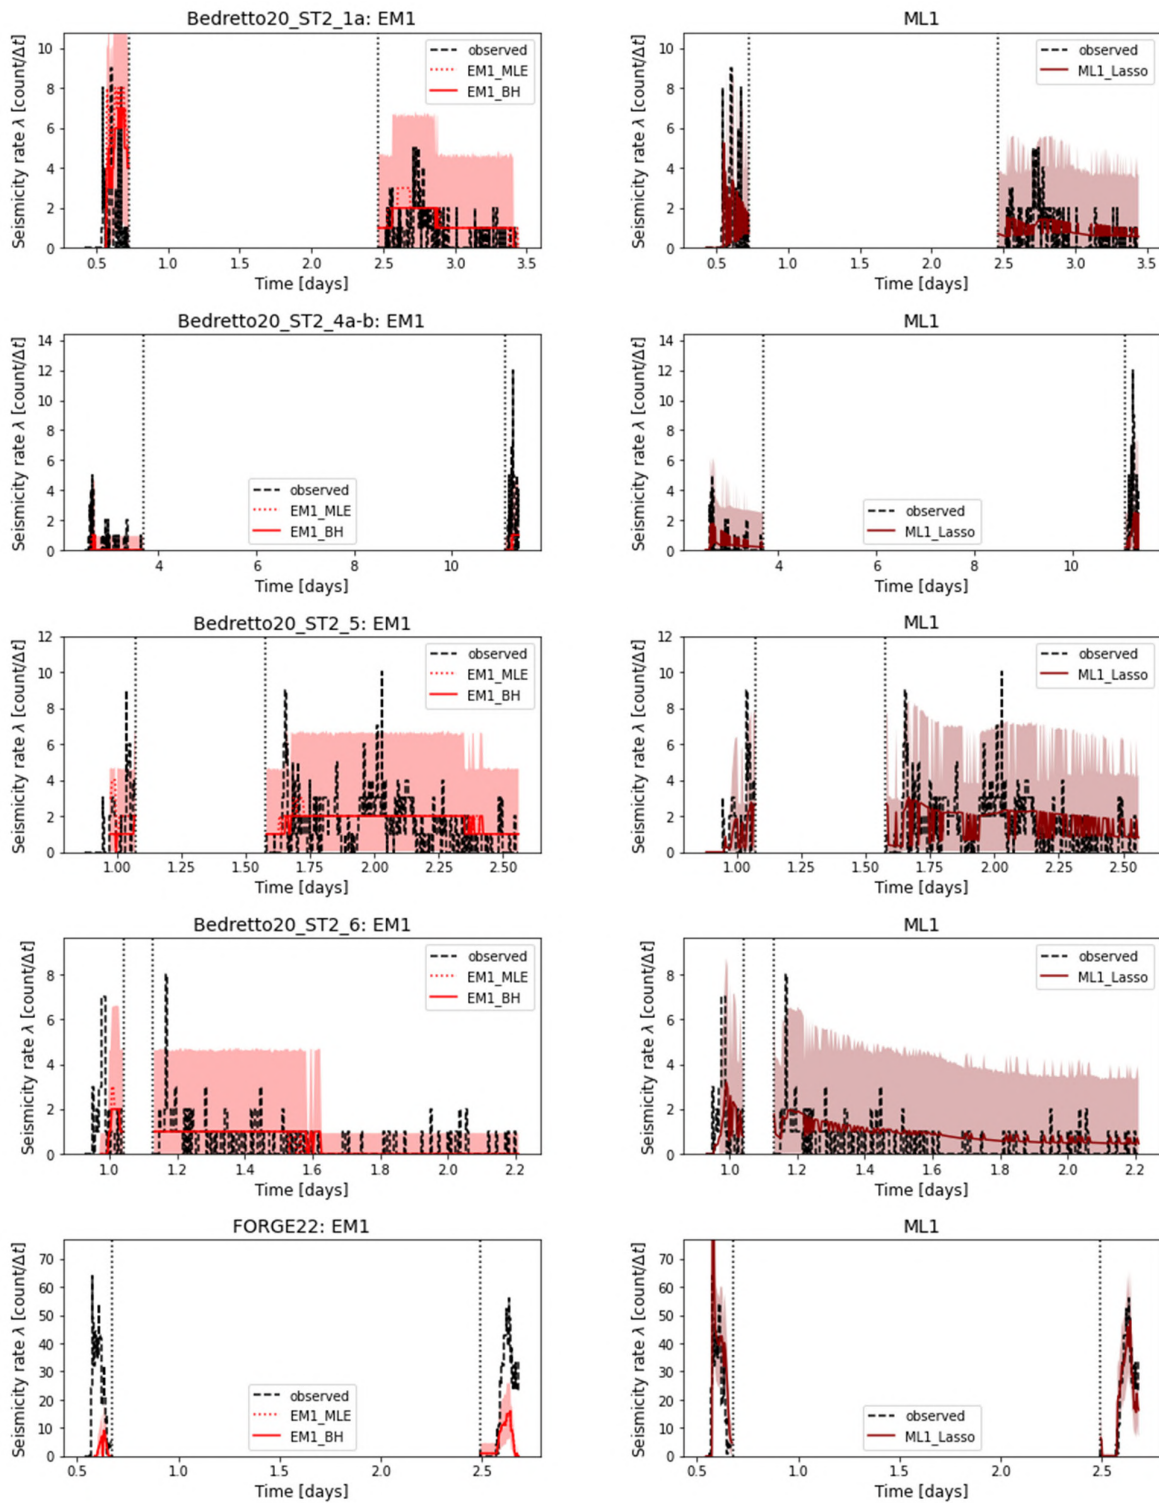 Bedretto20_ST2_1a: EM1
Seismicity rate λ [count/Δt]
10
8
6
4
2
0
observed
EM1_MLE
EM1_BH
0.5 1.0 1.5 2.0 2.5 3.0 3.5
Time [days]
ML1
Seismicity rate λ [count/Δt]
10
8
6
4
2
0
observed
ML1_Lasso
0.5 1.0 1.5 2.0 2.5 3.0 3.5
Time [days]
Bedretto20_ST2_4a-b: EM1
Seismicity rate λ [count/Δt]
14
12
10
8
6
4
2
0
observed
EM1_MLE
EM1_BH
4 6 8 10
Time [days]
ML1
Seismicity rate λ [count/Δt]
14
12
10
8
6
4
2
0
observed
ML1_Lasso
4 6 8 10
Time [days]
Bedretto20_ST2_5: EM1
Seismicity rate λ [count/Δt]
12
10
8
6
4
2
0
observed
EM1_MLE
EM1_BH
1.00 1.25 1.50 1.75 2.00 2.25 2.50
Time [days]
ML1
Seismicity rate λ [count/Δt]
12
10
8
6
4
2
0
observed
ML1_Lasso
1.00 1.25 1.50 1.75 2.00 2.25 2.50
Time [days]
Bedretto20_ST2_6: EM1
Seismicity rate λ [count/Δt]
8
6
4
2
0
observed
EM1_MLE
EM1_BH
1.0 1.2 1.4 1.6 1.8 2.0 2.2
Time [days]
ML1
Seismicity rate λ [count/Δt]
8
6
4
2
0
observed
ML1_Lasso
1.0 1.2 1.4 1.6 1.8 2.0 2.2
Time [days]
FORGE22: EM1
Seismicity rate λ [count/Δt]
70
60
50
40
30
20
10
0
observed
EM1_MLE
EM1_BH
0.5 1.0 1.5 2.0 2.5
Time [days]
ML1
Seismicity rate λ [count/Δt]
70
60
50
40
30
20
10
0
observed
ML1_Lasso
0.5 1.0 1.5 2.0 2.5
Time [days]